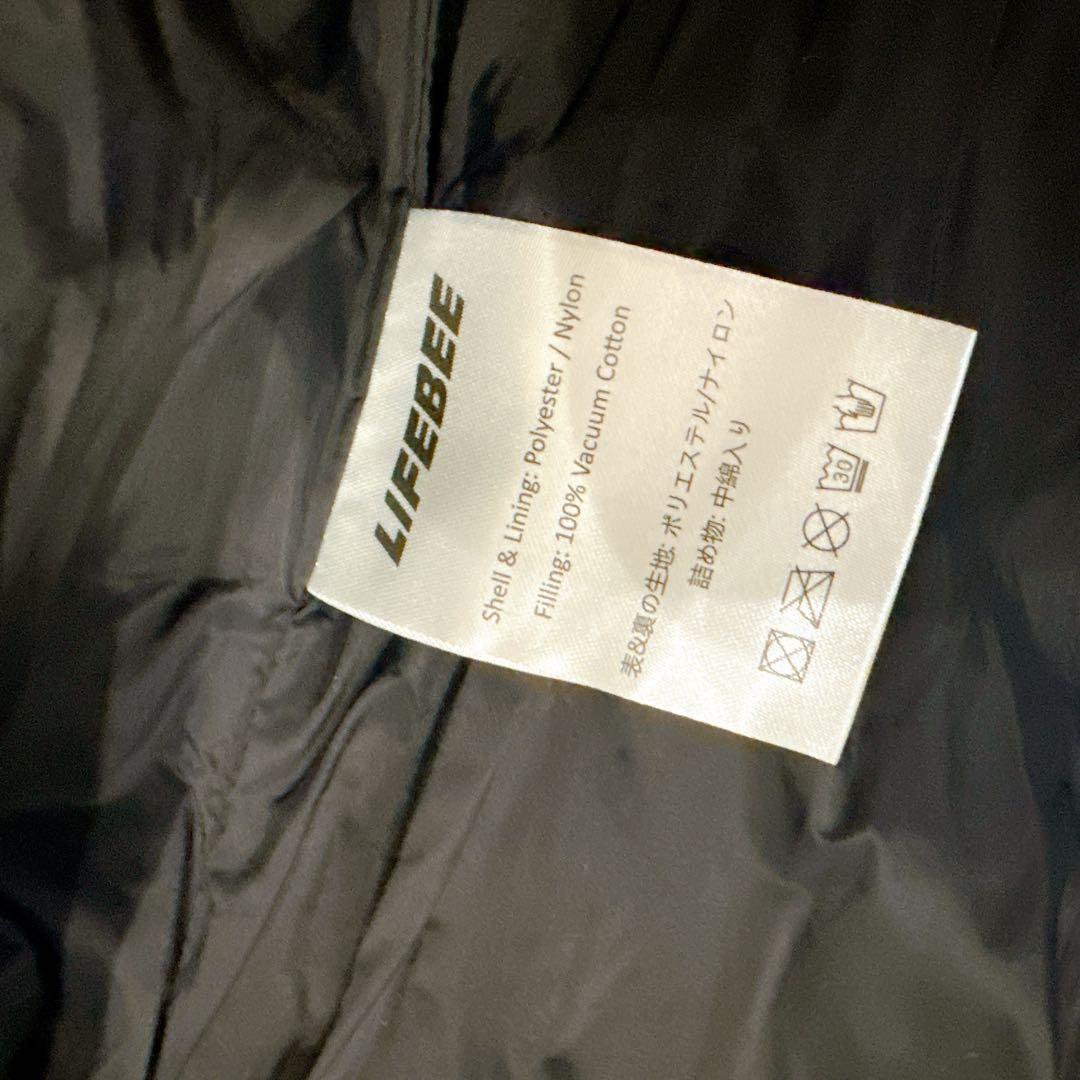 LIFEBEE
Shell & Lining: Polyester / Nylon
Filling: 100% Vacuum Cotton
表&裏の生地: ポリエステル/ナイロン
詰め物: 中綿入り
30